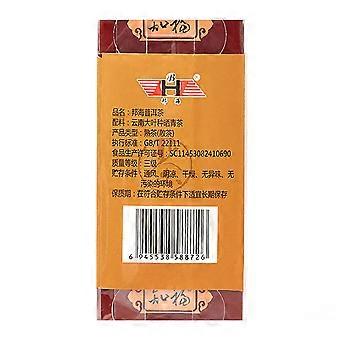 知福
B
H
邦海
品名：邦海普洱茶
配料：云南大叶种晒青茶
产品类型：熟茶(散茶)
执行标准：GB/T 22111
食品生产许可证号：SC11453082410690
质量等级：三级
贮存条件：通风、阴凉、干燥、无异味、无
污染的环境
保质期：在符合贮存条件下适宜长期保存
6 945538 588726
知福